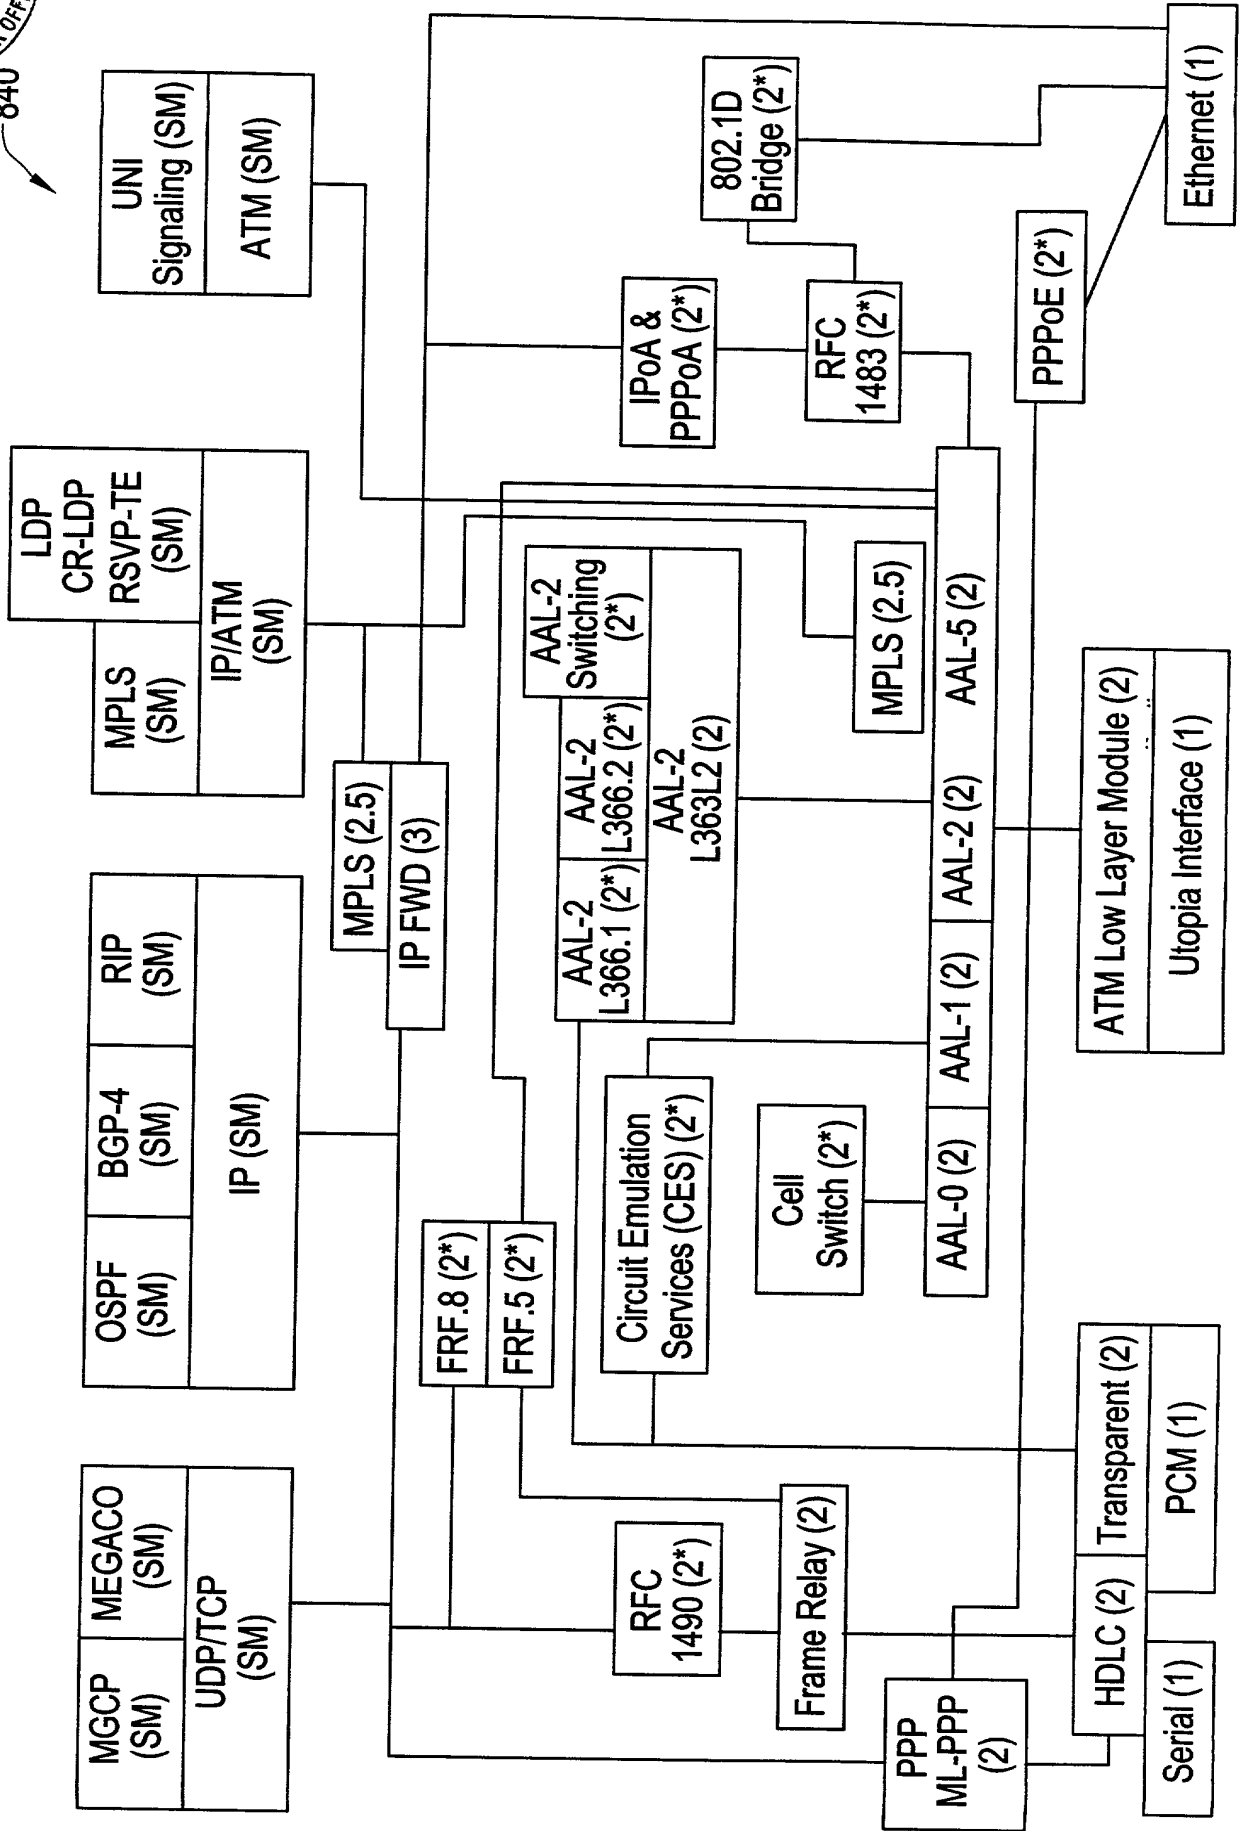 OFF
840
MGCP
(SM)
MEGACO
(SM)
UDP/TCP
(SM)
OSPF
(SM)
BGP-4
(SM)
RIP
(SM)
IP (SM)
MPLS
(SM)
LDP
CR-LDP
RSVP-TE
(SM)
IP/ATM
(SM)
UNI
Signaling (SM)
ATM (SM)
MPLS (2.5)
IP FWD (3)
FRF.8 (2*)
FRF.5 (2*)
RFC
1490 (2*)
Frame Relay (2)
PPP
ML-PPP
(2)
HDLC (2)
Transparent (2)
Serial (1)
PCM (1)
Circuit Emulation
Services (CES) (2*)
Cell
Switch (2*)
AAL-2
L366.1 (2*)
AAL-2
L366.2 (2*)
AAL-2
Switching
(2*)
AAL-2
L363L2 (2)
MPLS (2.5)
AAL-0 (2)
AAL-1 (2)
AAL-2 (2)
AAL-5 (2)
ATM Low Layer Module (2)
Utopia Interface (1)
IPoA &
PPPoA (2*)
RFC
1483 (2*)
802.1D
Bridge (2*)
PPPoE (2*)
Ethernet (1)